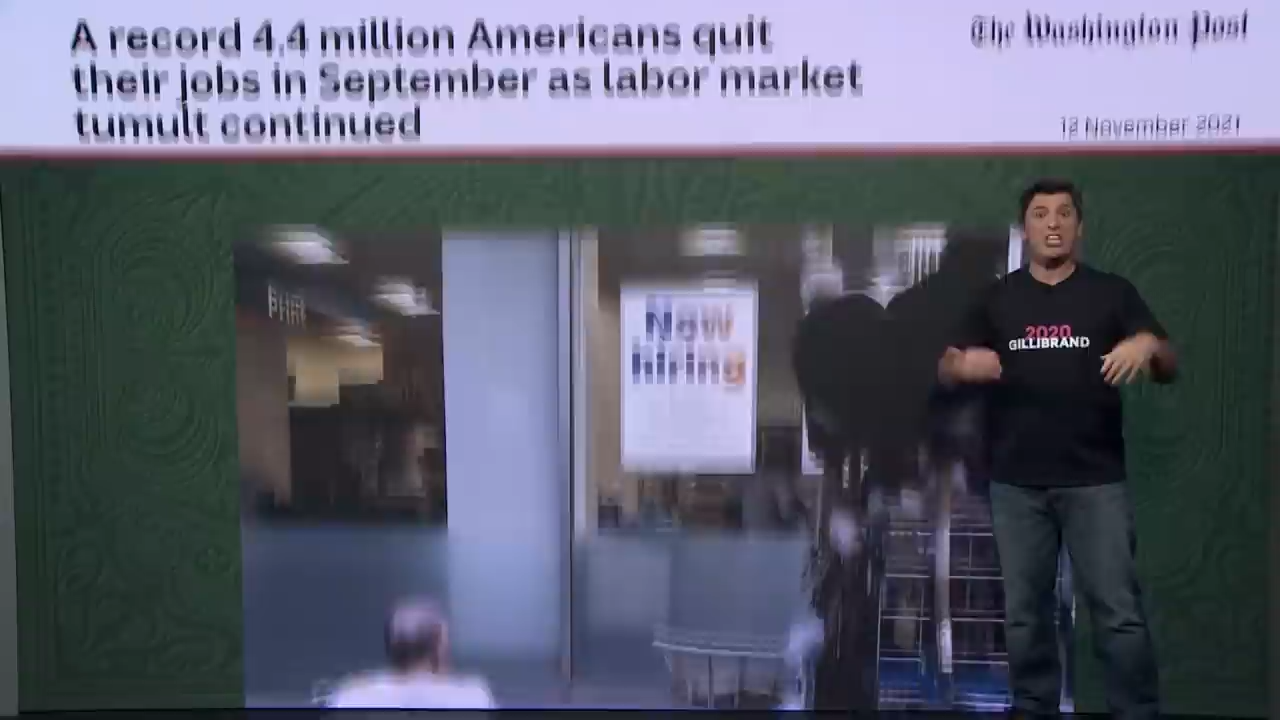 A record 4.4 million Americans quit
their jobs in September as labor market
tumult continued
The Washington Post
12 November 2021
Now
hiring
2020
GILLIBRAND